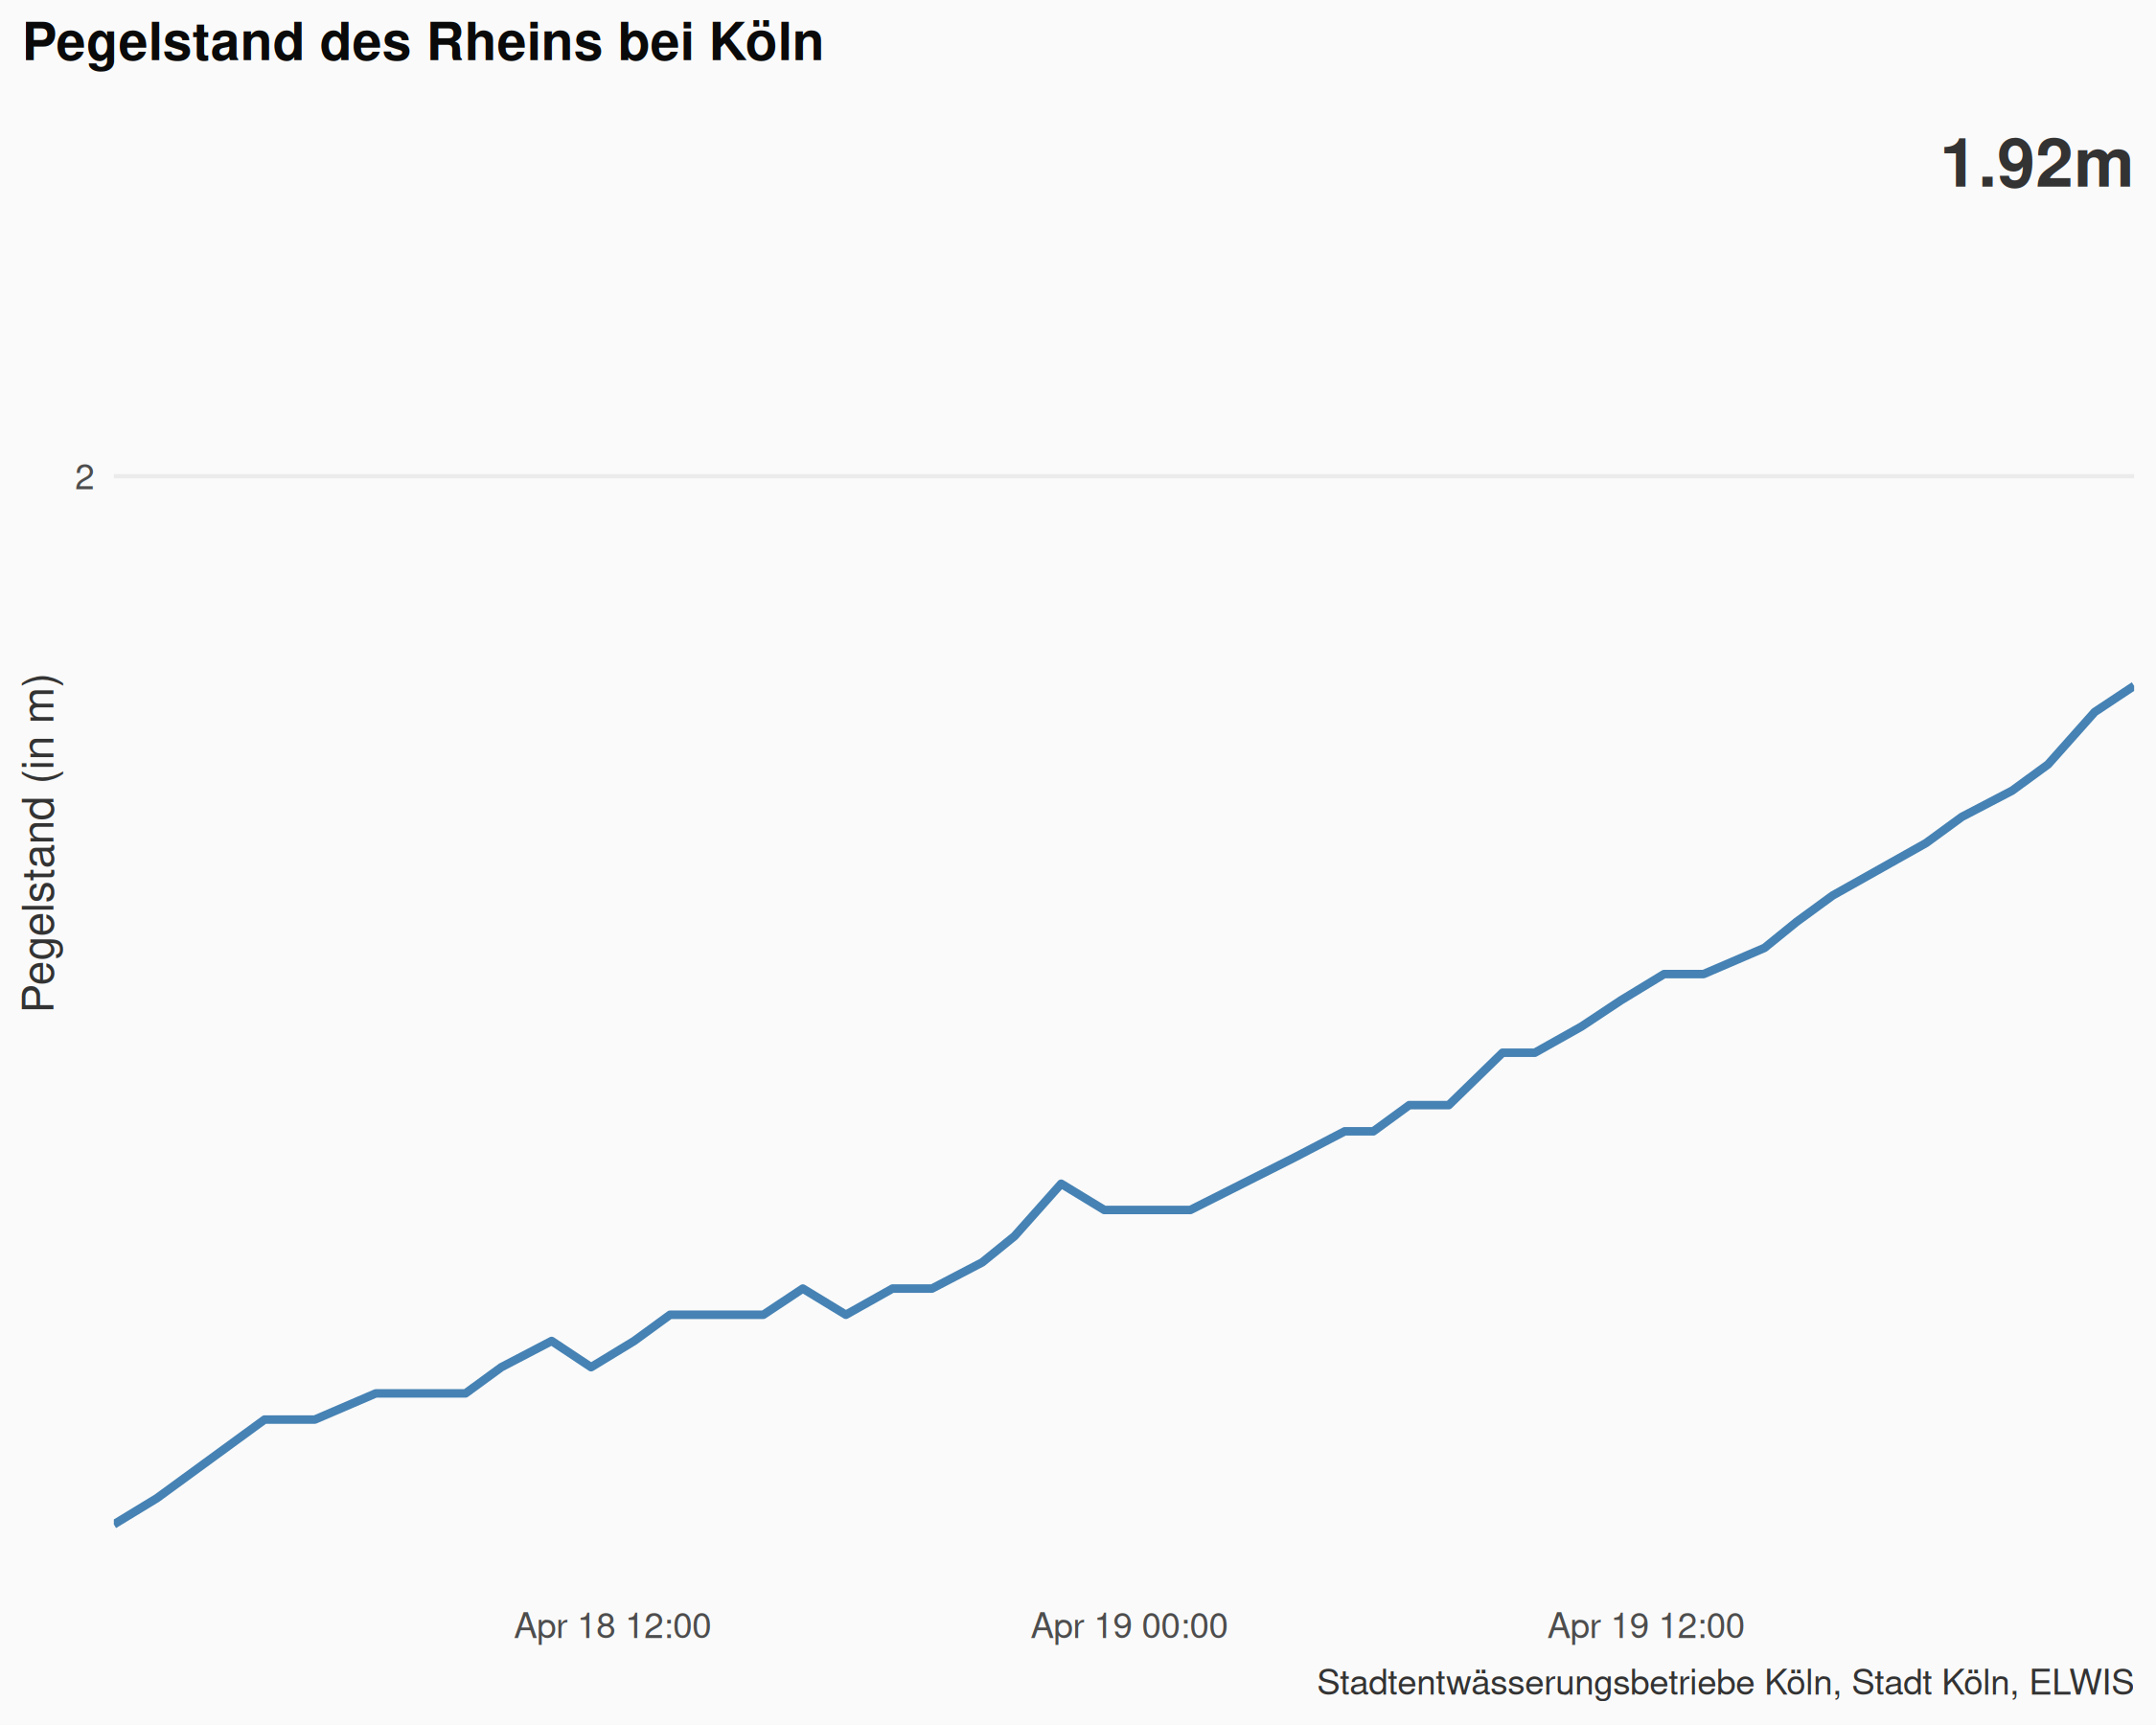 Pegelstand des Rheins bei Köln
1.92m
2
Pegelstand (in m)
Apr 18 12:00
Apr 19 00:00
Apr 19 12:00
Stadtentwässerungsbetriebe Köln, Stadt Köln, ELWIS